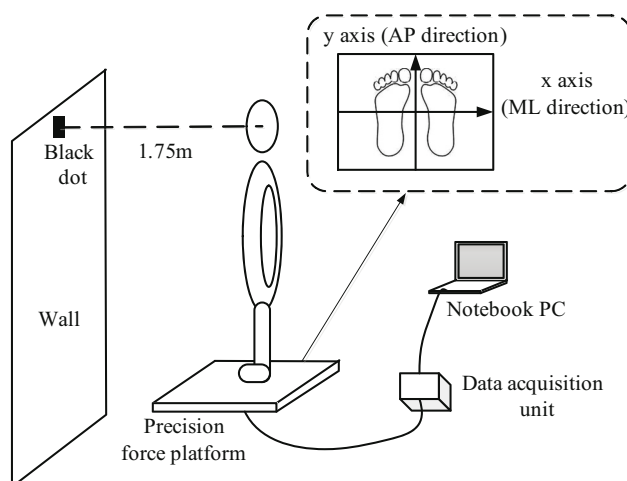 y axis (AP direction)
x axis
(ML direction)
Black
dot
1.75m
Wall
Notebook PC
Data acquisition
unit
Precision
force platform